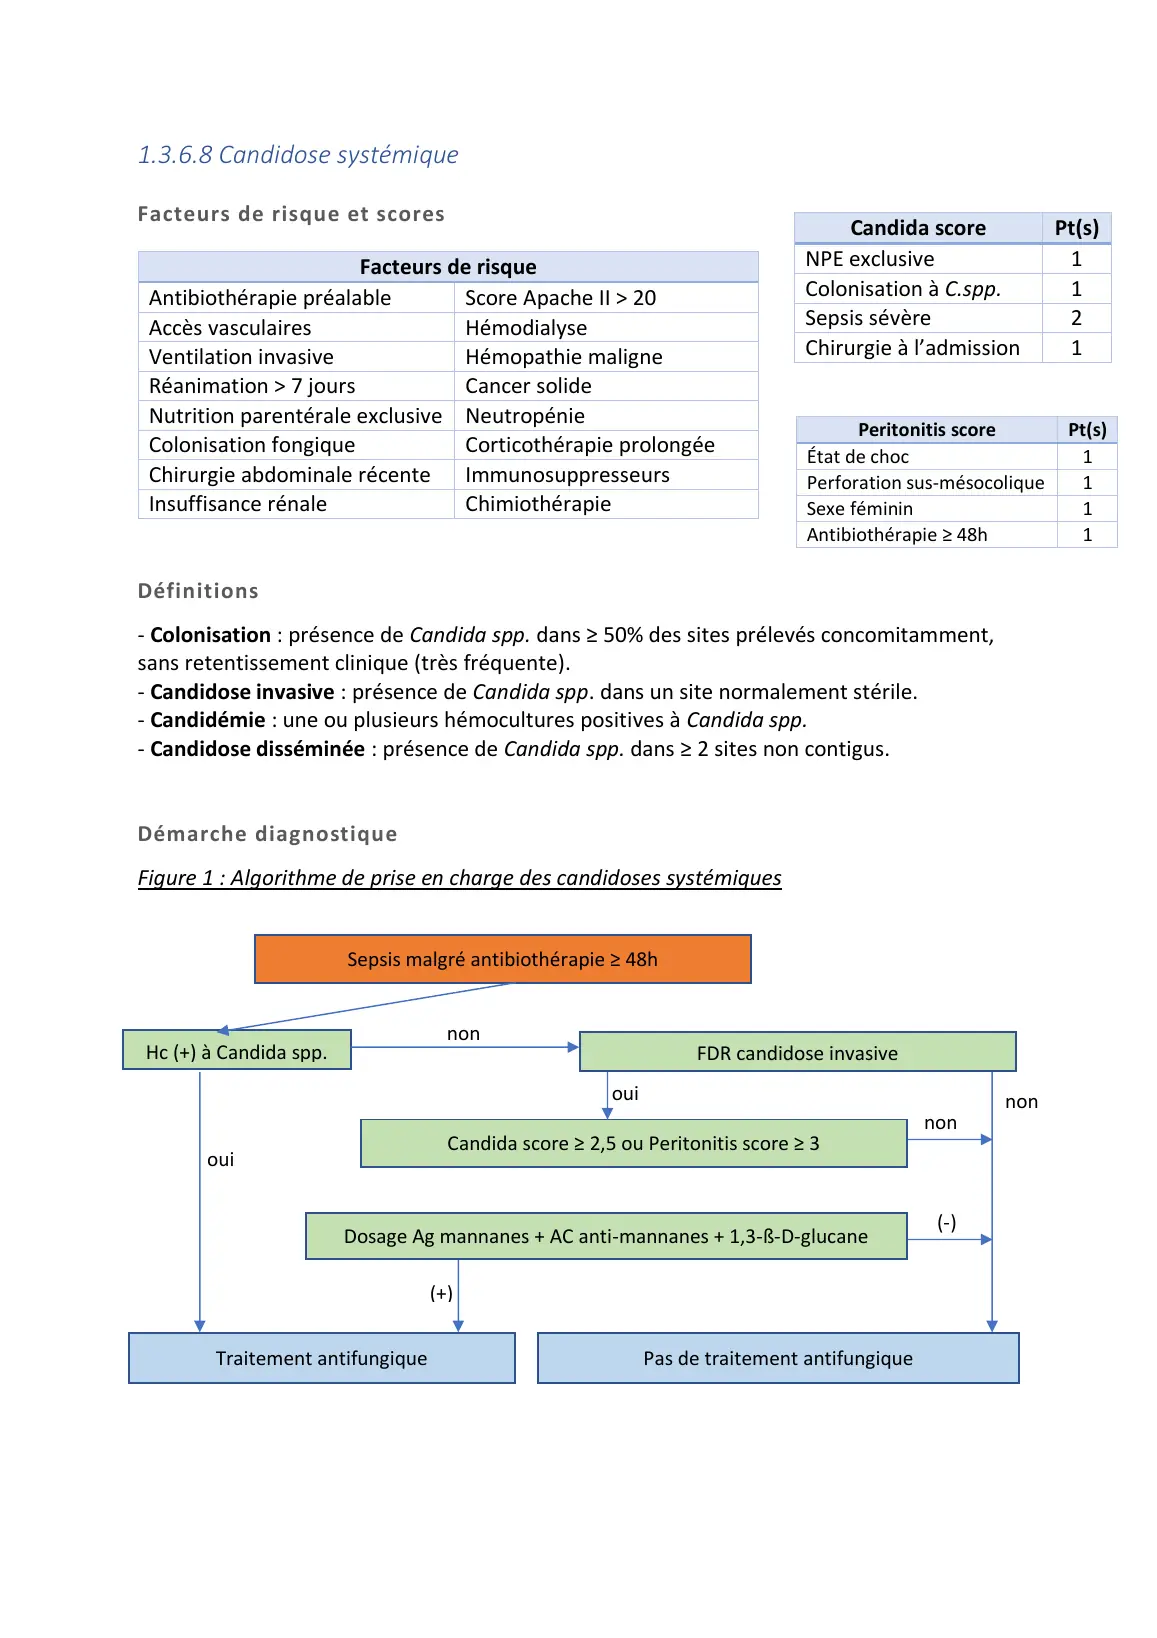 1.3.6.8 Candidose systémique
Facteurs de risque et scores
Facteurs de risque
Antibiothérapie préalable Score Apache II > 20
Accès vasculaires Hémodialyse
Ventilation invasive Hémopathie maligne
Réanimation > 7 jours Cancer solide
Nutrition parentérale exclusive Neutropénie
Colonisation fongique Corticothérapie prolongée
Chirurgie abdominale récente Immunosuppresseurs
Insuffisance rénale Chimiothérapie
Candida score Pt(s)
NPE exclusive 1
Colonisation à C.spp. 1
Sepsis sévère 2
Chirurgie à l’admission 1
Peritonitis score Pt(s)
État de choc 1
Perforation sus-mésocolique 1
Sexe féminin 1
Antibiothérapie ≥ 48h 1
Définitions
- Colonisation : présence de Candida spp. dans ≥ 50% des sites prélevés concomitamment,
sans retentissement clinique (très fréquente).
- Candidose invasive : présence de Candida spp. dans un site normalement stérile.
- Candidémie : une ou plusieurs hémocultures positives à Candida spp.
- Candidose disséminée : présence de Candida spp. dans ≥ 2 sites non contigus.
Démarche diagnostique
Figure 1 : Algorithme de prise en charge des candidoses systémiques
Sepsis malgré antibiothérapie ≥ 48h
non
Hc (+) à Candida spp.
FDR candidose invasive
oui
non
non
Candida score ≥ 2,5 ou Peritonitis score ≥ 3
oui
(-)
Dosage Ag mannanes + AC anti-mannanes + 1,3-ß-D-glucane
(+)
Traitement antifungique
Pas de traitement antifungique